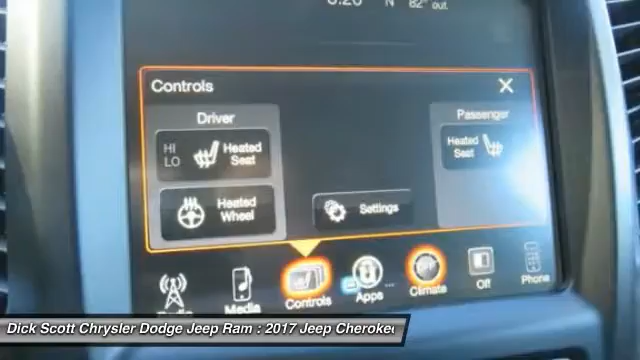 N 82° out.
Controls
Driver
Passenger
HI
LO
Heated
Seat
Heated
Seat
Heated
Wheel
Settings
Media
Controls
Apps
Climate
Off
Phone
Dick Scott Chrysler Dodge Jeep Ram : 2017 Jeep Cherokee